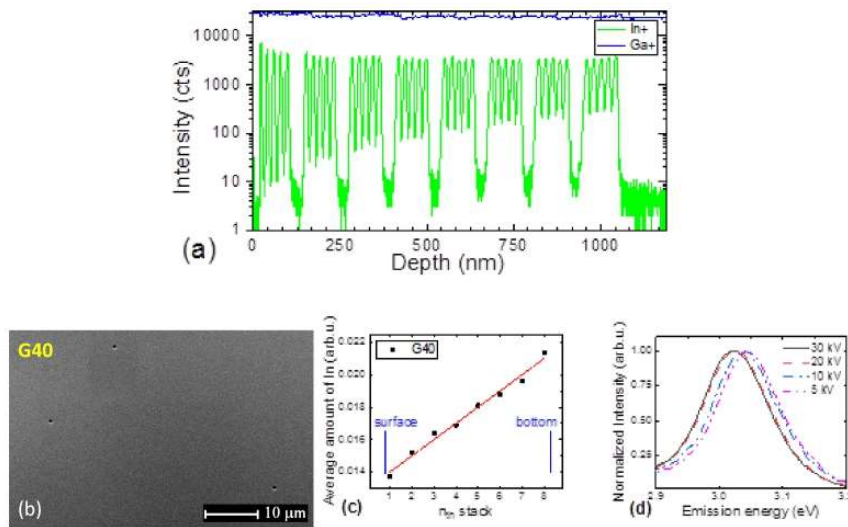 10000
1000
100
10
1
Intensity (cts)
In+
Ga+
0 250 500 750 1000
Depth (nm)
(a)
G40
10 µm
(b)
0.022
0.020
0.018
0.016
0.014
Average amount of In (arb.u.)
G40
surface
bottom
1 2 3 4 5 6 7 8
nth stack
(c)
1.00
0.75
0.50
0.25
Normalized Intensity (arb.u.)
30 kV
20 kV
10 kV
5 kV
2.9 3.0 3.1
Emission energy (eV)
(d)